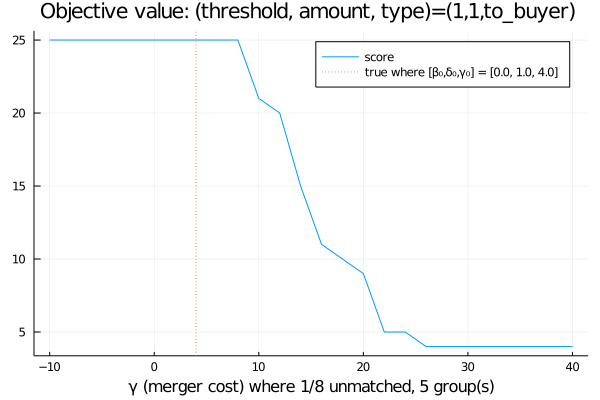 Objective value: (threshold, amount, type)=(1,1,to_buyer)
score
true where [β₀,δ₀,γ₀] = [0.0, 1.0, 4.0]
25
20
15
10
5
−10 0 10 20 30 40
γ (merger cost) where 1/8 unmatched, 5 group(s)